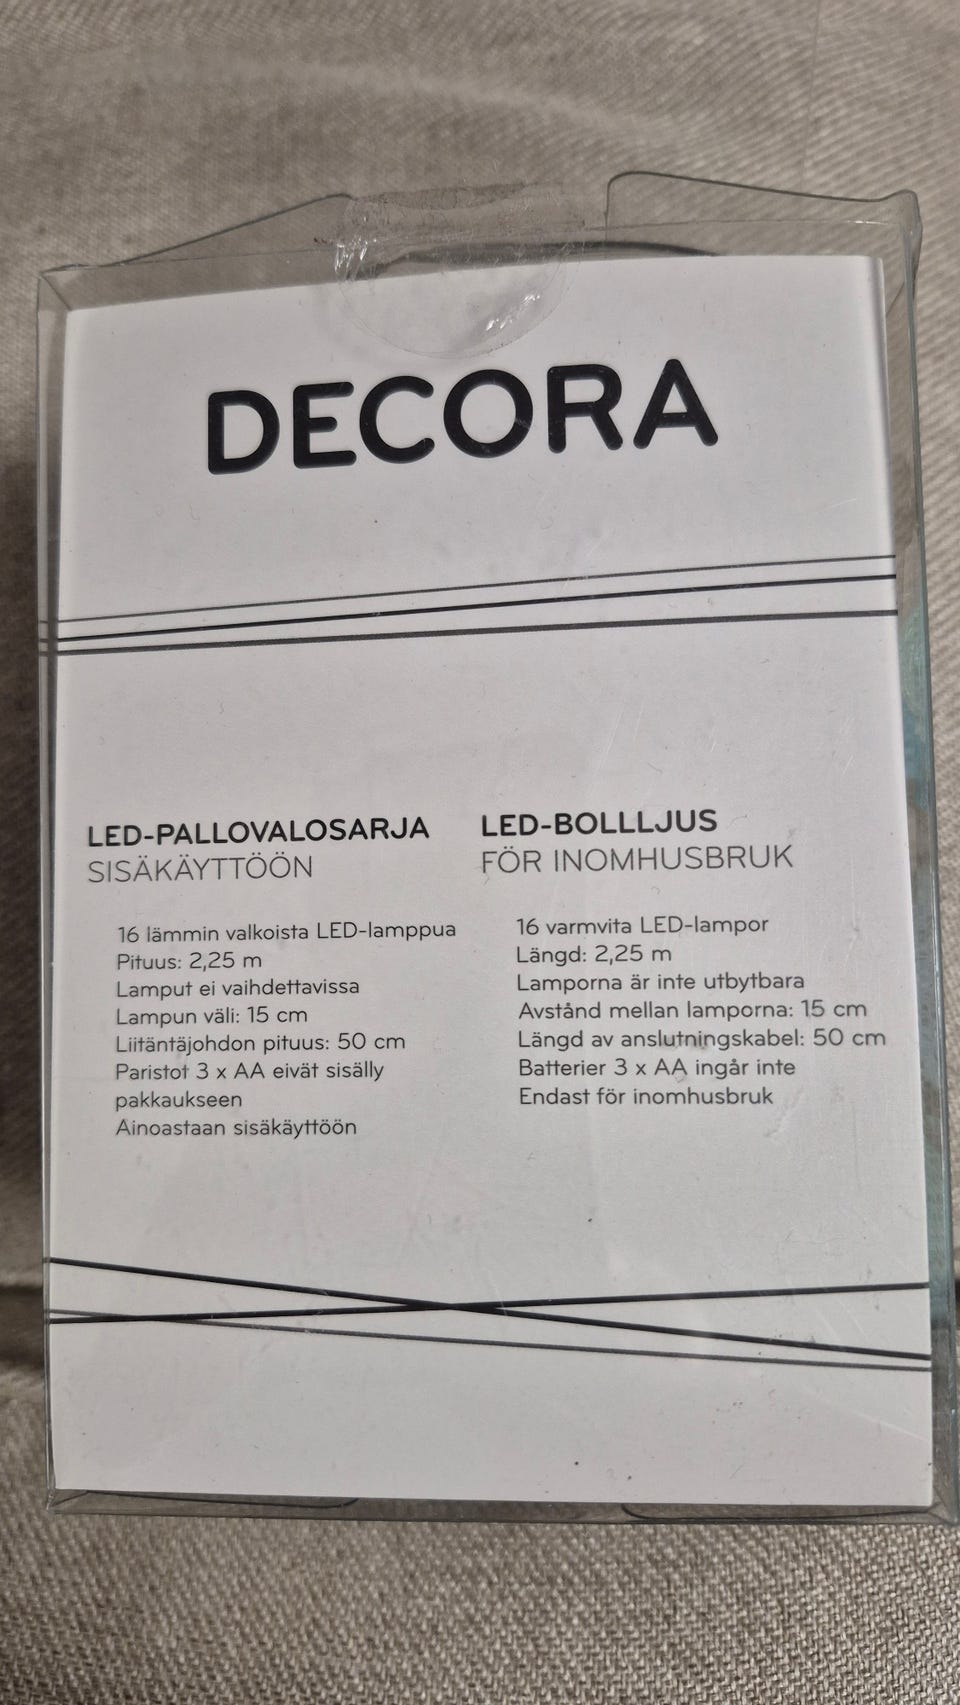 DECORA
LED-PALLOVALOSARJA
SISÄKÄYTTÖÖN
16 lämmin valkoista LED-lamppua
Pituus: 2,25 m
Lamput ei vaihdettavissa
Lampun väli: 15 cm
Liitäntäjohdon pituus: 50 cm
Paristot 3 x AA eivät sisälly
pakkaukseen
Ainoastaan sisäkäyttöön
LED-BOLLLJUS
FÖR INOMHUSBRUK
16 varmvita LED-lampor
Längd: 2,25 m
Lamporna är inte utbytbara
Avstånd mellan lamporna: 15 cm
Längd av anslutningskabel: 50 cm
Batterier 3 x AA ingår inte
Endast för inomhusbruk